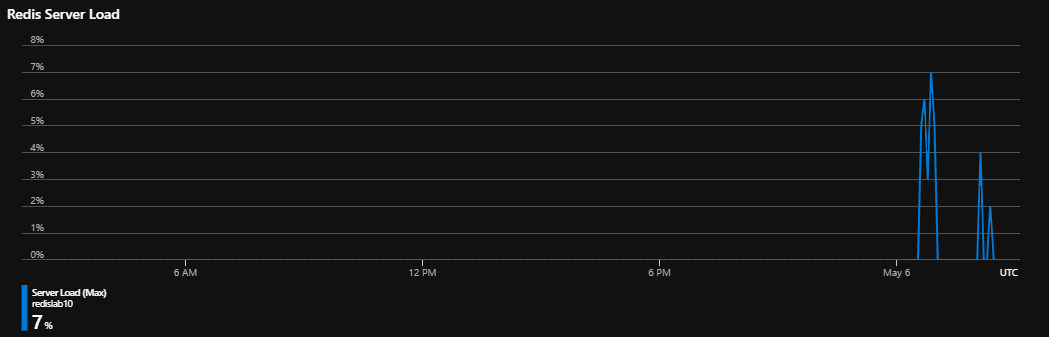 Redis Server Load
8%
7%
6%
5%
4%
3%
2%
1%
0%
6 AM 12 PM 6 PM May 6 UTC
Server Load (Max)
redislab10
7 %